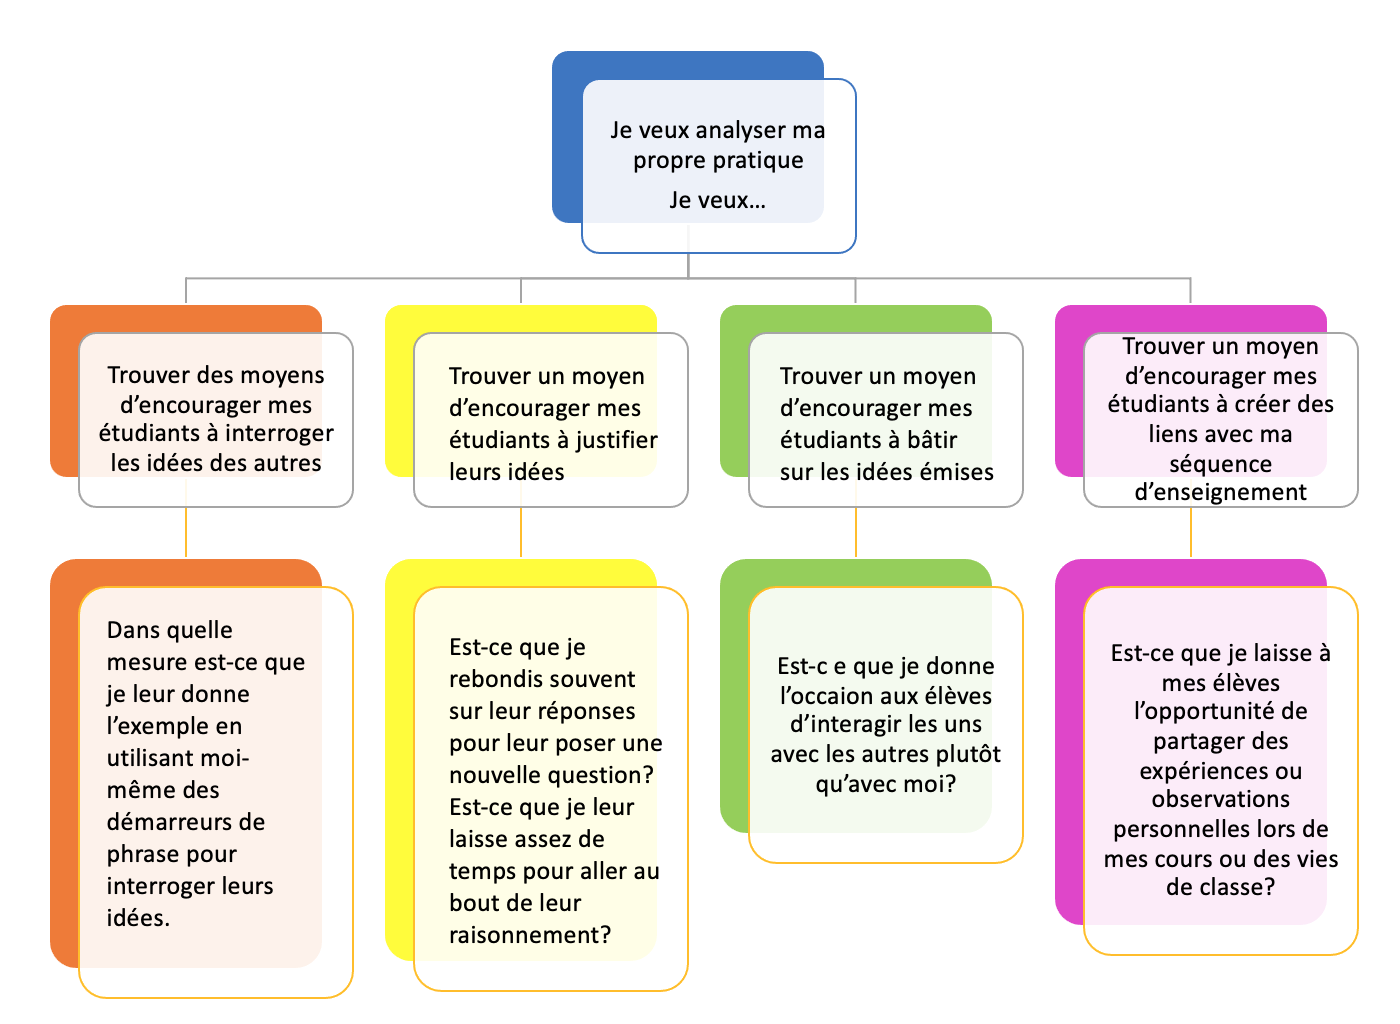 Je veux analyser ma
propre pratique
Je veux...
Trouver des moyens
d'encourager mes
étudiants à interroger
les idées des autres
Trouver un moyen
d'encourager mes
étudiants à justifier
leurs idées
Trouver un moyen
d'encourager mes
étudiants à bâtir
sur les idées émises
Trouver un moyen
d'encourager mes
étudiants à créer des
liens avec ma
séquence
d'enseignement
Dans quelle
mesure est-ce que
je leur donne
l'exemple en
utilisant moi-
même des
démarreurs de
phrase pour
interroger leurs
idées.
Est-ce que je
rebondis souvent
sur leur réponses
pour leur poser une
nouvelle question?
Est-ce que je leur
laisse assez de
temps pour aller au
bout de leur
raisonnement?
Est-c e que je donne
l'occaion aux élèves
d'interagir les uns
avec les autres plutôt
qu'avec moi?
Est-ce que je laisse à
mes élèves
l'opportunité de
partager des
expériences ou
observations
personnelles lors de
mes cours ou des vies
de classe?